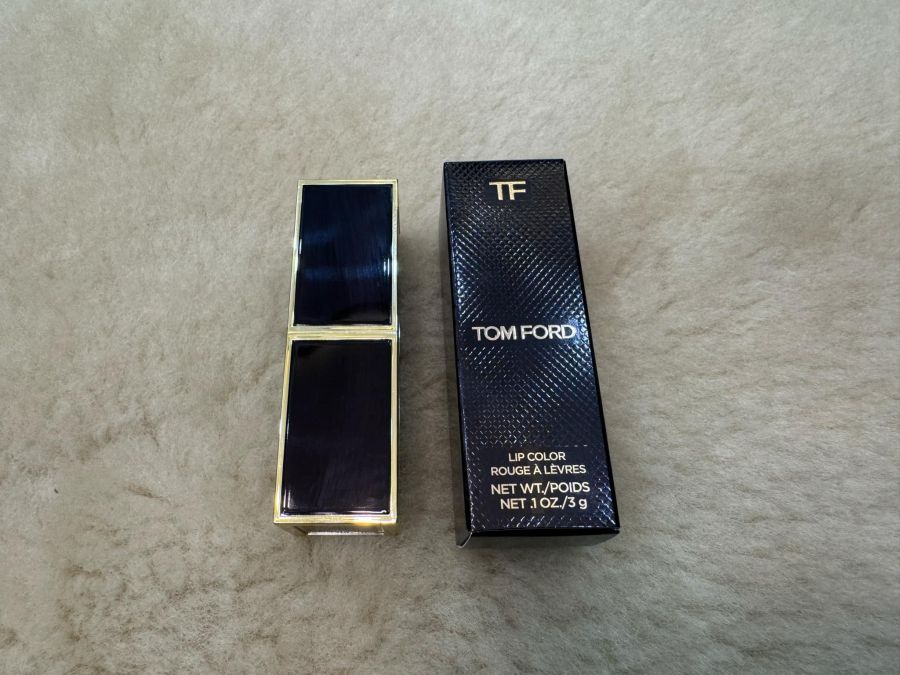 TF
TOM FORD
LIP COLOR
ROUGE À LÈVRES
NET WT./POIDS
NET .1 OZ./3 g